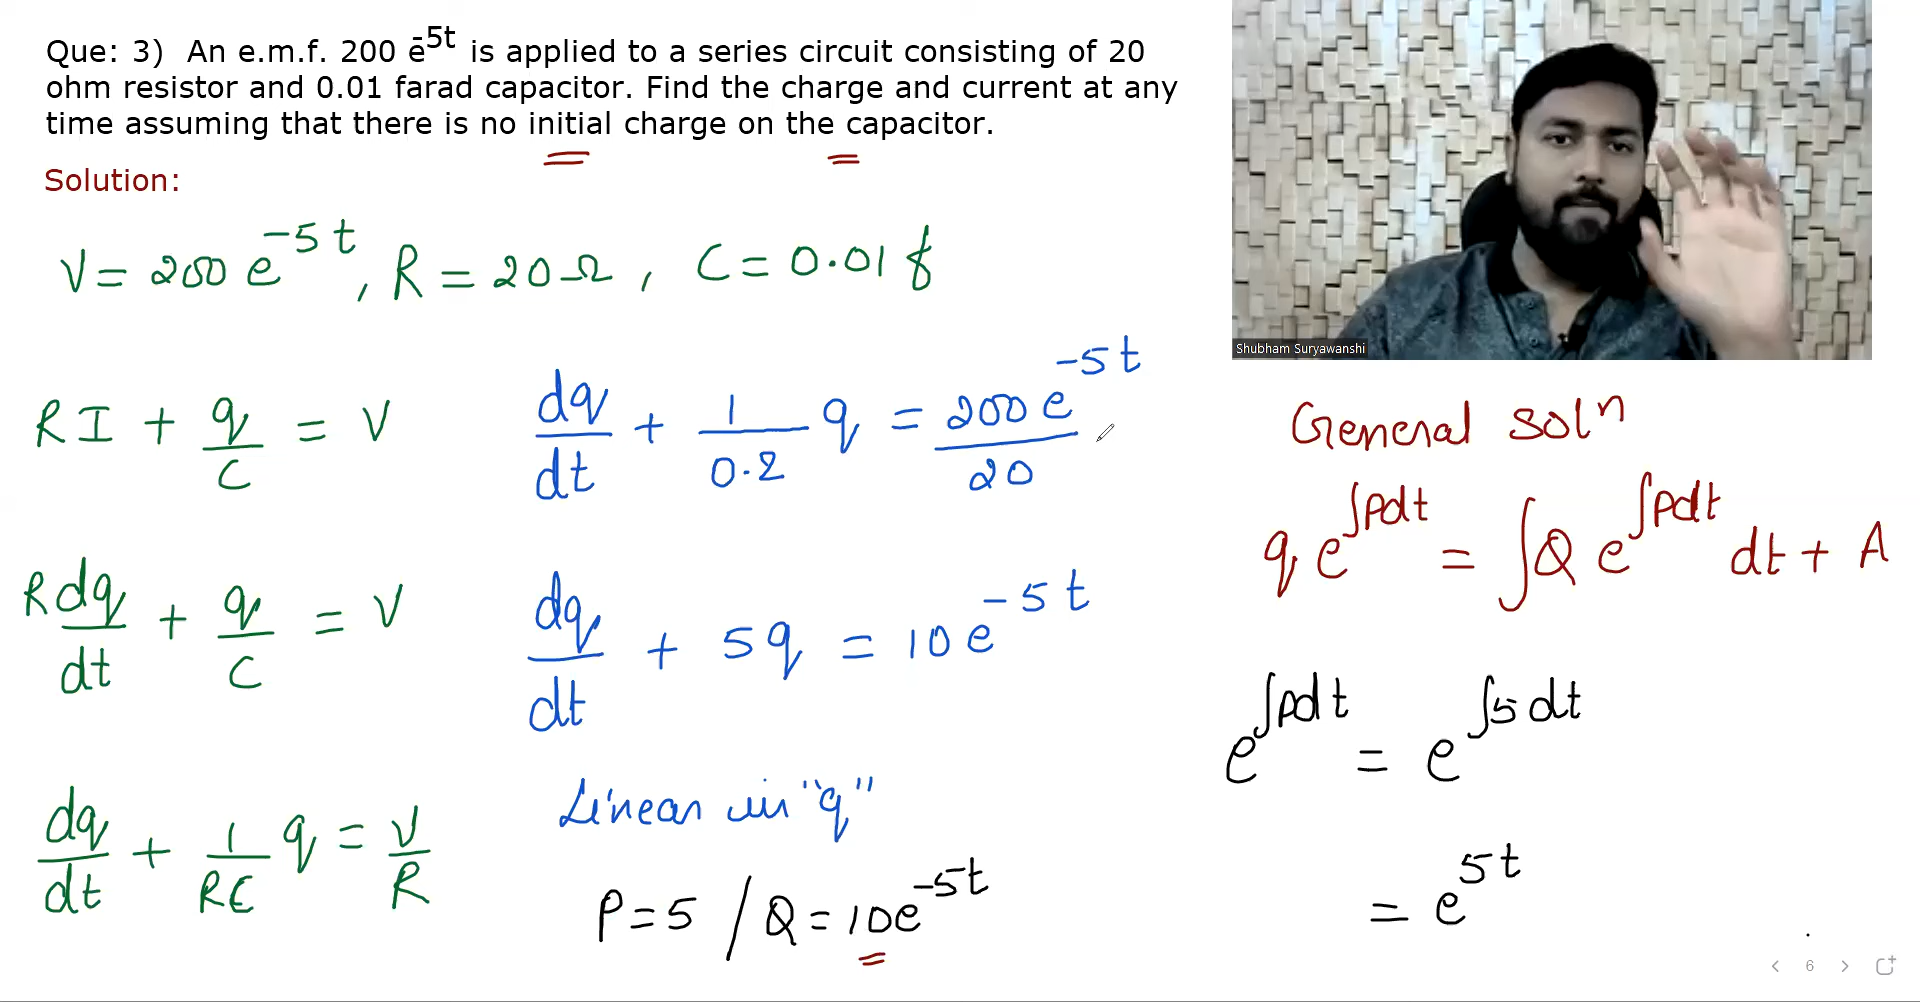 Que: 3) An e.m.f. 200 e^-5t is applied to a series circuit consisting of 20
ohm resistor and 0.01 farad capacitor. Find the charge and current at any
time assuming that there is no initial charge on the capacitor.
Solution:
V = 200 e^-5t , R = 20 Ω , C = 0.01 f
RI + q/C = V
R dq/dt + q/C = V
dq/dt + 1/RC q = V/R
dq/dt + 1/0.2 q = 200 e^-5t/20
dq/dt + 5q = 10 e^-5t
Linear in "q"
P = 5 / Q = 10e^-5t
Shubham Suryawanshi
General solⁿ
q e^∫Pdt = ∫Q e^∫Pdt dt + A
e^∫Pdt = e^∫5 dt
= e^5t
6